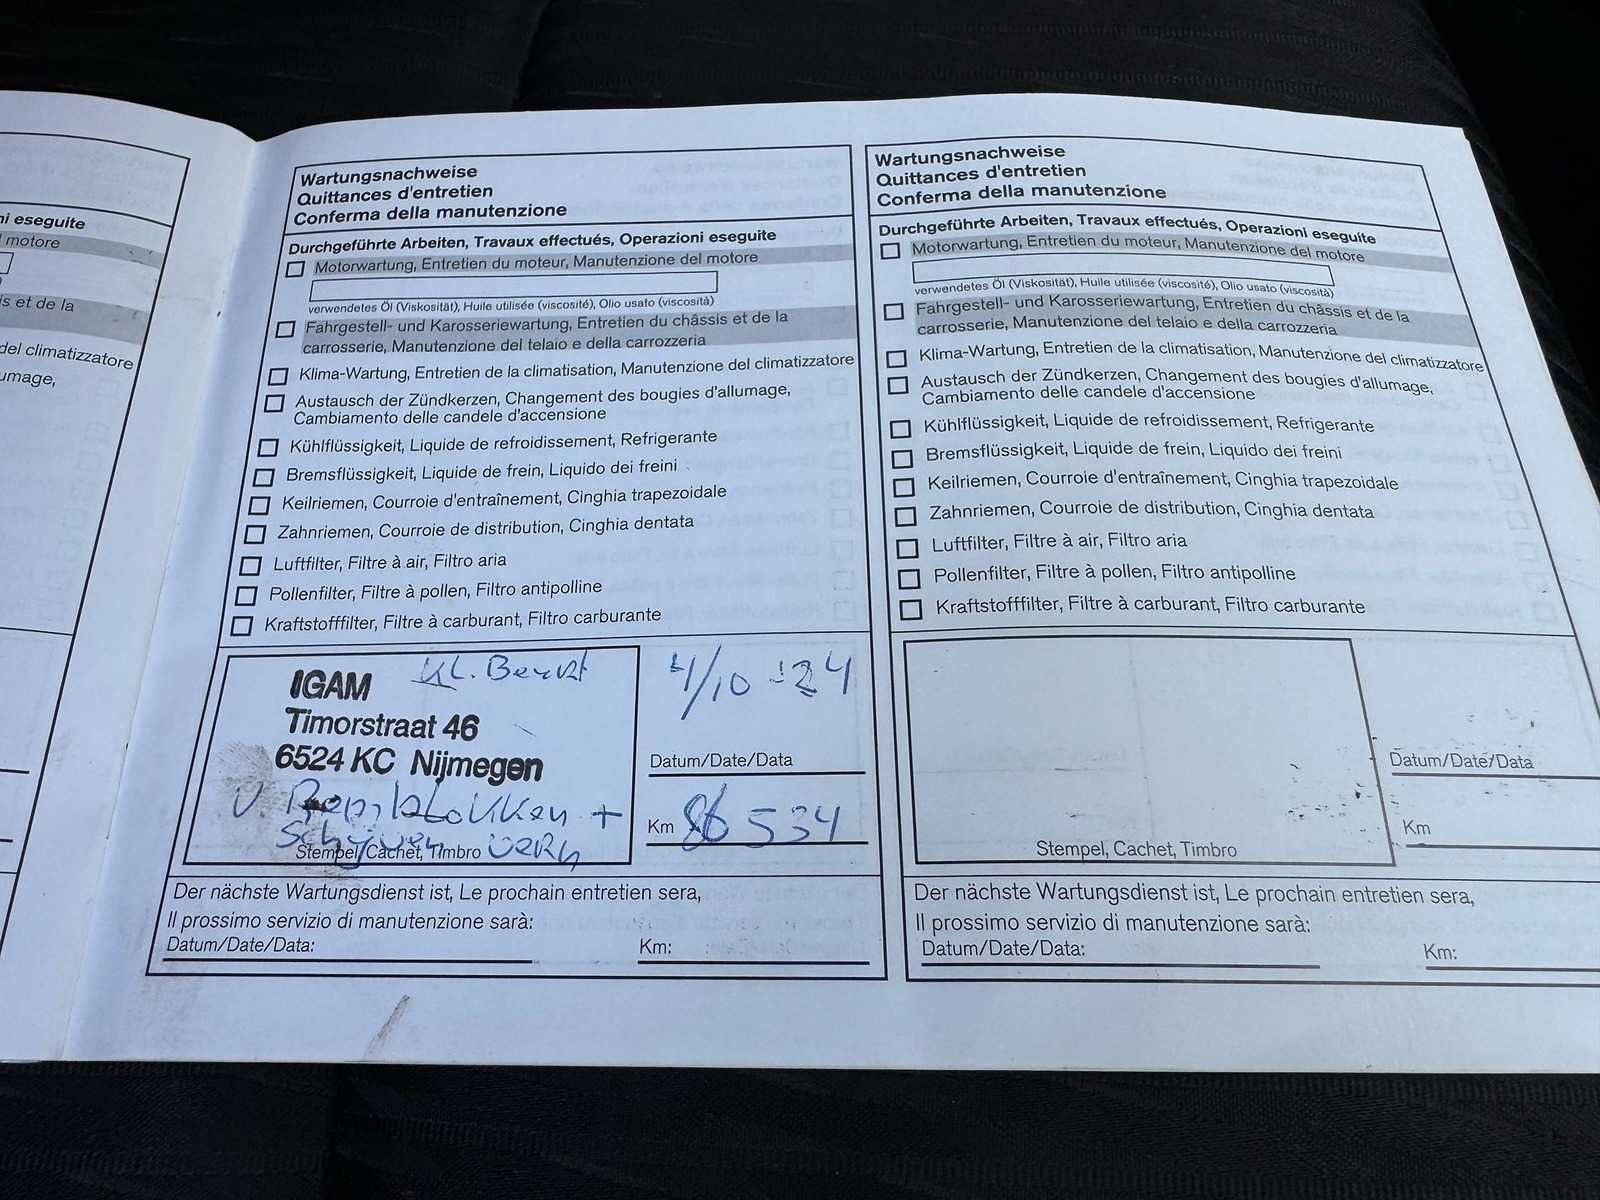 ni eseguite
l motore
s et de la
del climatizzatore
umage,
Wartungsnachweise
Quittances d'entretien
Conferma della manutenzione
Durchgeführte Arbeiten, Travaux effectués, Operazioni eseguite
Motorwartung, Entretien du moteur, Manutenzione del motore
verwendetes Öl (Viskosität), Huile utilisée (viscosité), Olio usato (viscosità)
Fahrgestell- und Karosseriewartung, Entretien du châssis et de la
carrosserie, Manutenzione del telaio e della carrozzeria
Klima-Wartung, Entretien de la climatisation, Manutenzione del climatizzatore
Austausch der Zündkerzen, Changement des bougies d'allumage,
Cambiamento delle candele d'accensione
Kühlflüssigkeit, Liquide de refroidissement, Refrigerante
Bremsflüssigkeit, Liquide de frein, Liquido dei freini
Keilriemen, Courroie d'entraînement, Cinghia trapezoidale
Zahnriemen, Courroie de distribution, Cinghia dentata
Luftfilter, Filtre à air, Filtro aria
Pollenfilter, Filtre à pollen, Filtro antipolline
Kraftstofffilter, Filtre à carburant, Filtro carburante
KL. Beurt
IGAM
Timorstraat 46
6524 KC Nijmegen
V. Remblokken +
Schijven
Stempel, Cachet, Timbro
4/10 -24
Datum/Date/Data
Km 86534
Der nächste Wartungsdienst ist, Le prochain entretien sera,
Il prossimo servizio di manutenzione sarà:
Datum/Date/Data:
Km:
Wartungsnachweise
Quittances d'entretien
Conferma della manutenzione
Durchgeführte Arbeiten, Travaux effectués, Operazioni eseguite
Motorwartung, Entretien du moteur, Manutenzione del motore
verwendetes Öl (Viskosität), Huile utilisée (viscosité), Olio usato (viscosità)
Fahrgestell- und Karosseriewartung, Entretien du châssis et de la
carrosserie, Manutenzione del telaio e della carrozzeria
Klima-Wartung, Entretien de la climatisation, Manutenzione del climatizzatore
Austausch der Zündkerzen, Changement des bougies d'allumage,
Cambiamento delle candele d'accensione
Kühlflüssigkeit, Liquide de refroidissement, Refrigerante
Bremsflüssigkeit, Liquide de frein, Liquido dei freini
Keilriemen, Courroie d'entraînement, Cinghia trapezoidale
Zahnriemen, Courroie de distribution, Cinghia dentata
Luftfilter, Filtre à air, Filtro aria
Pollenfilter, Filtre à pollen, Filtro antipolline
Kraftstofffilter, Filtre à carburant, Filtro carburante
Stempel, Cachet, Timbro
Datum/Date/Data
Km
Der nächste Wartungsdienst ist, Le prochain entretien sera,
Il prossimo servizio di manutenzione sarà:
Datum/Date/Data:
Km: